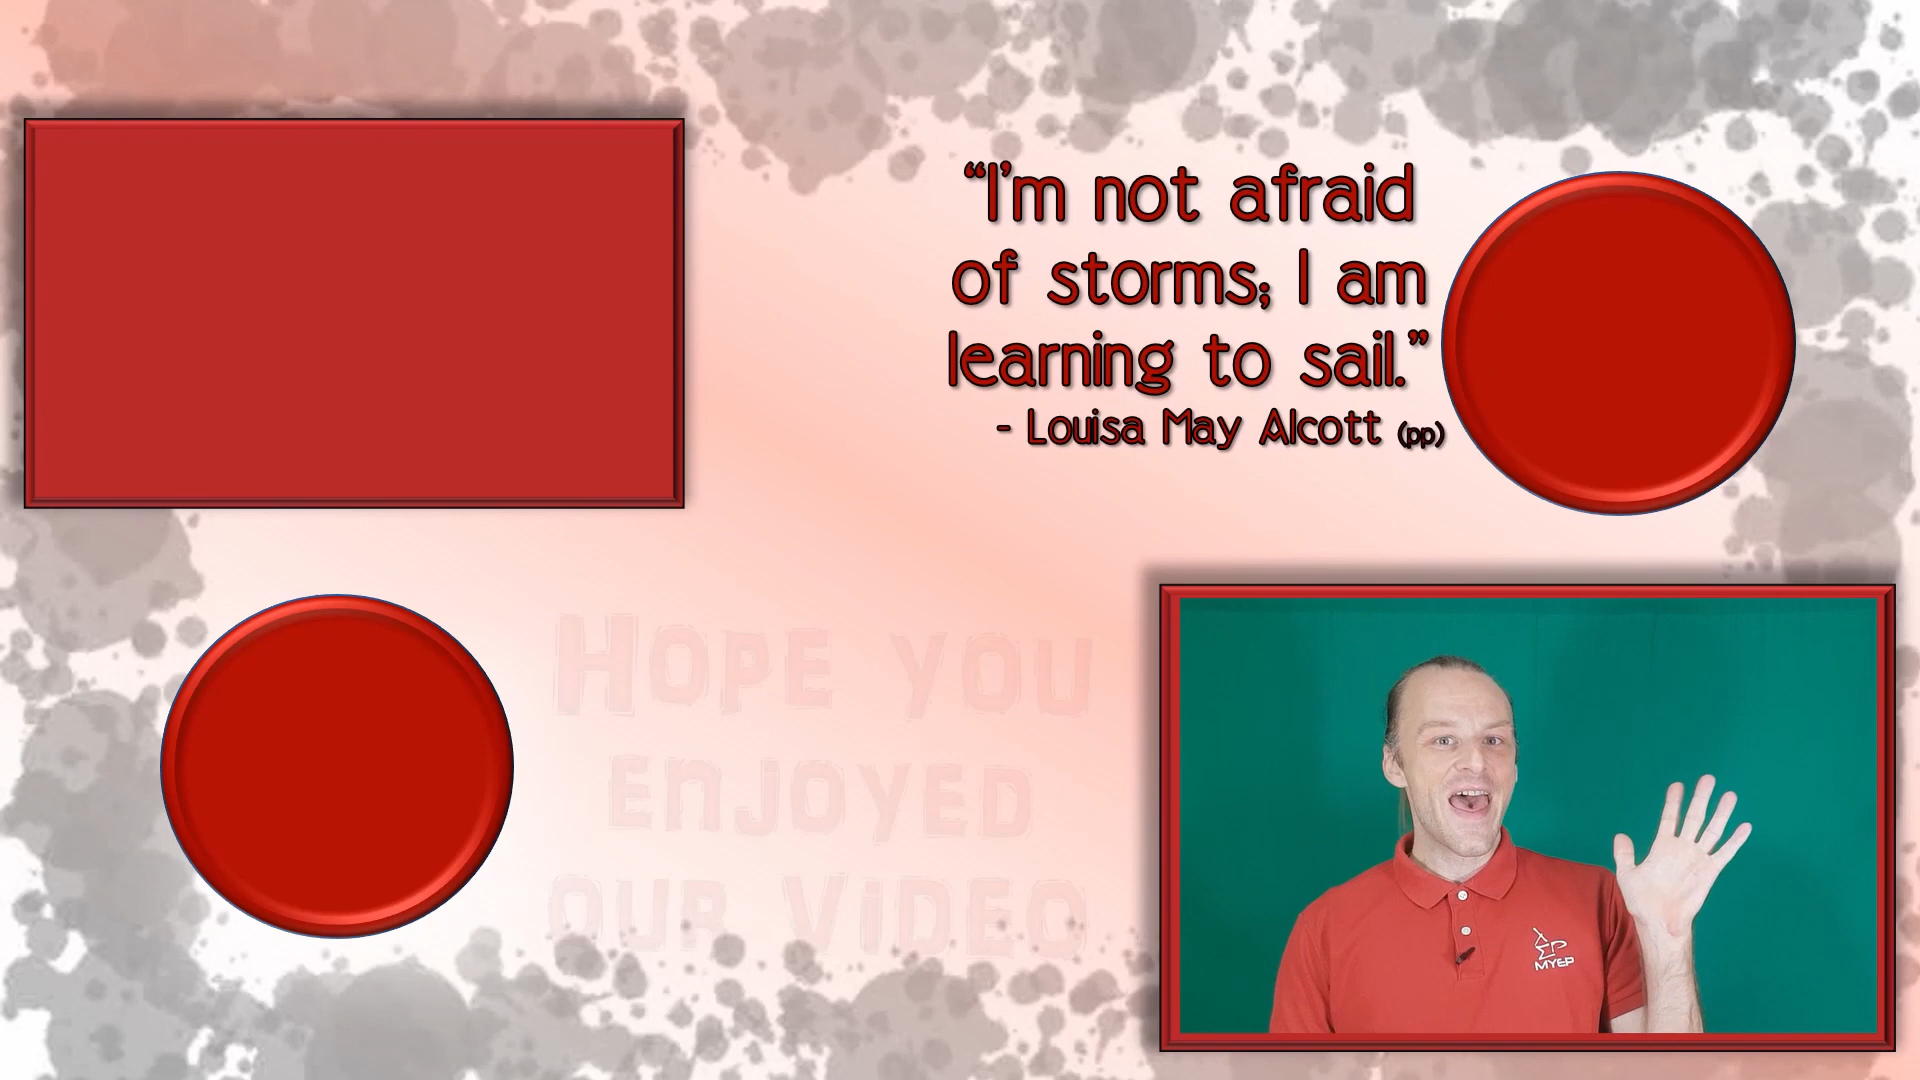 “I'm not afraid
of storms; I am
learning to sail.”
- Louisa May Alcott (pp)
HOPE YOU
ENJOYED
OUR ViDEO
MYEP